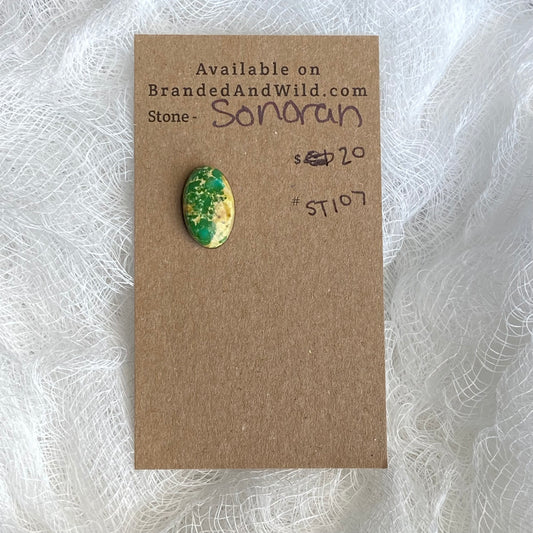 Available on
BrandedAndWild.com
Stone - Sonoran
$ 20
# ST107